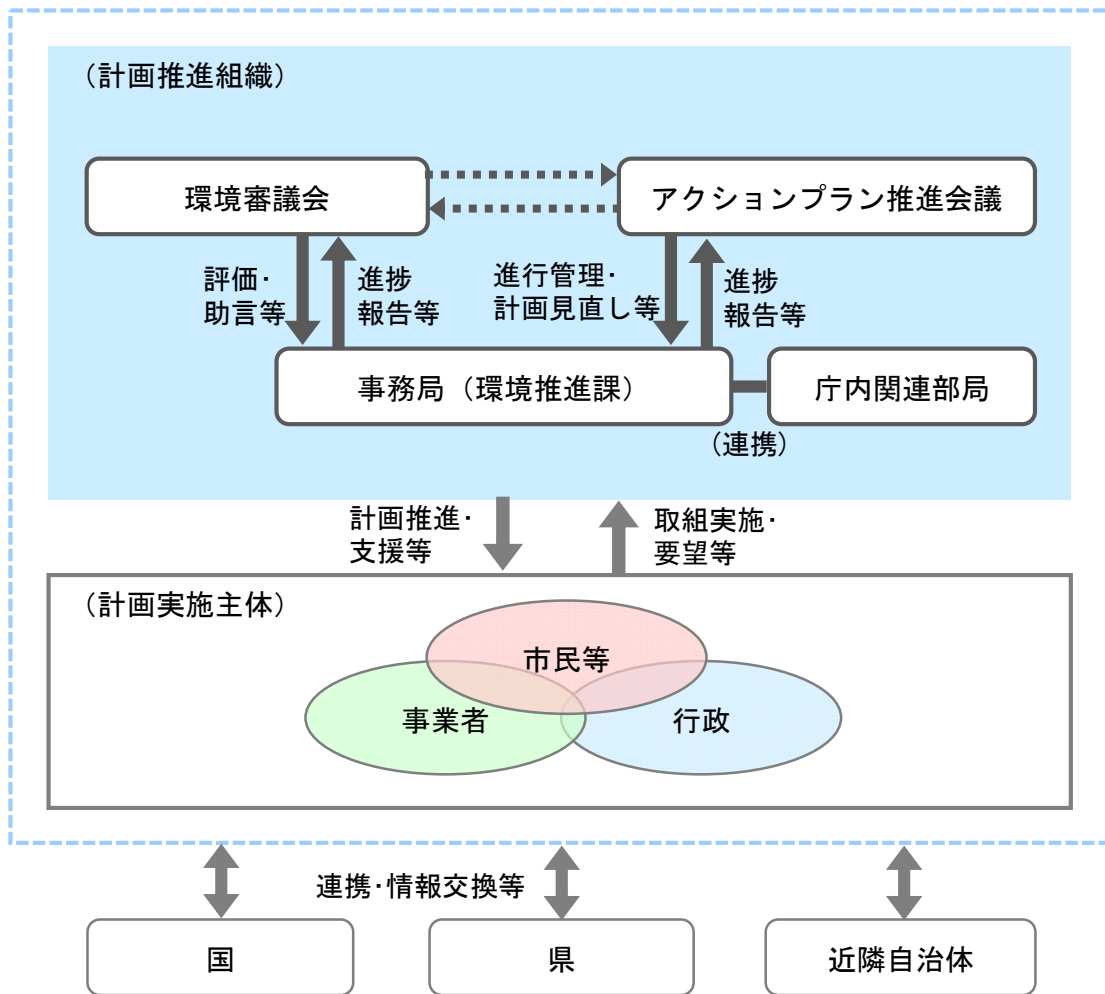 （計画推進組織）
環境審議会
アクションプラン推進会議
評価・
助言等
進捗
報告等
進行管理・
計画見直し等
進捗
報告等
事務局（環境推進課）
庁内関連部局
（連携）
計画推進・
支援等
取組実施・
要望等
（計画実施主体）
市民等
事業者
行政
連携・情報交換等
国
県
近隣自治体